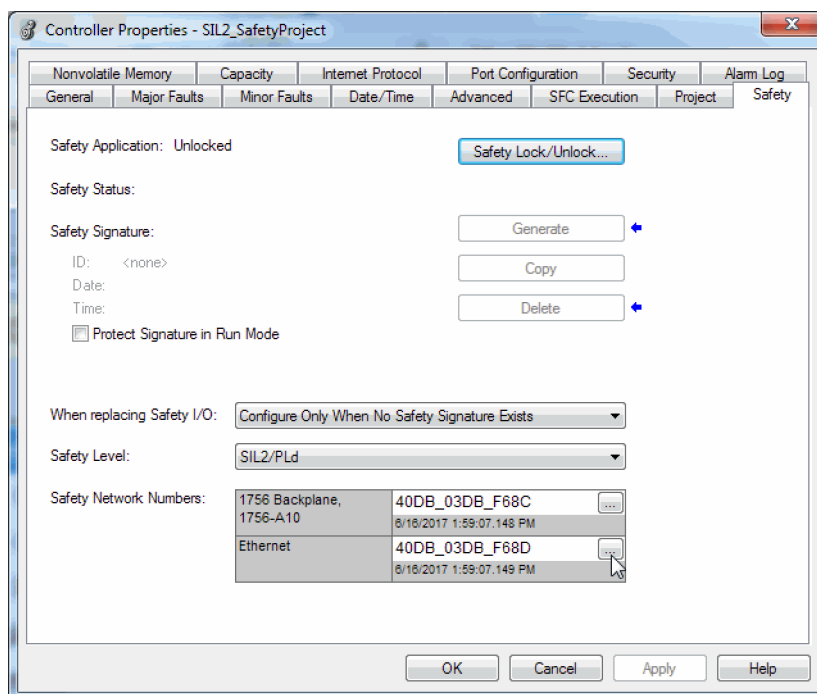 Controller Properties - SIL2_SafetyProject
Nonvolatile Memory Capacity Internet Protocol Port Configuration Security Alarm Log
General Major Faults Minor Faults Date/Time Advanced SFC Execution Project Safety
Safety Application: Unlocked Safety Lock/Unlock...
Safety Status:
Safety Signature: Generate
ID: <none> Copy
Date:
Time: Delete
Protect Signature in Run Mode
When replacing Safety I/O: Configure Only When No Safety Signature Exists
Safety Level: SIL2/PLd
Safety Network Numbers: 1756 Backplane, 40DB_03DB_F68C ...
1756-A10 6/16/2017 1:59:07.148 PM
Ethernet 40DB_03DB_F68D ...
6/16/2017 1:59:07.149 PM
OK Cancel Apply Help